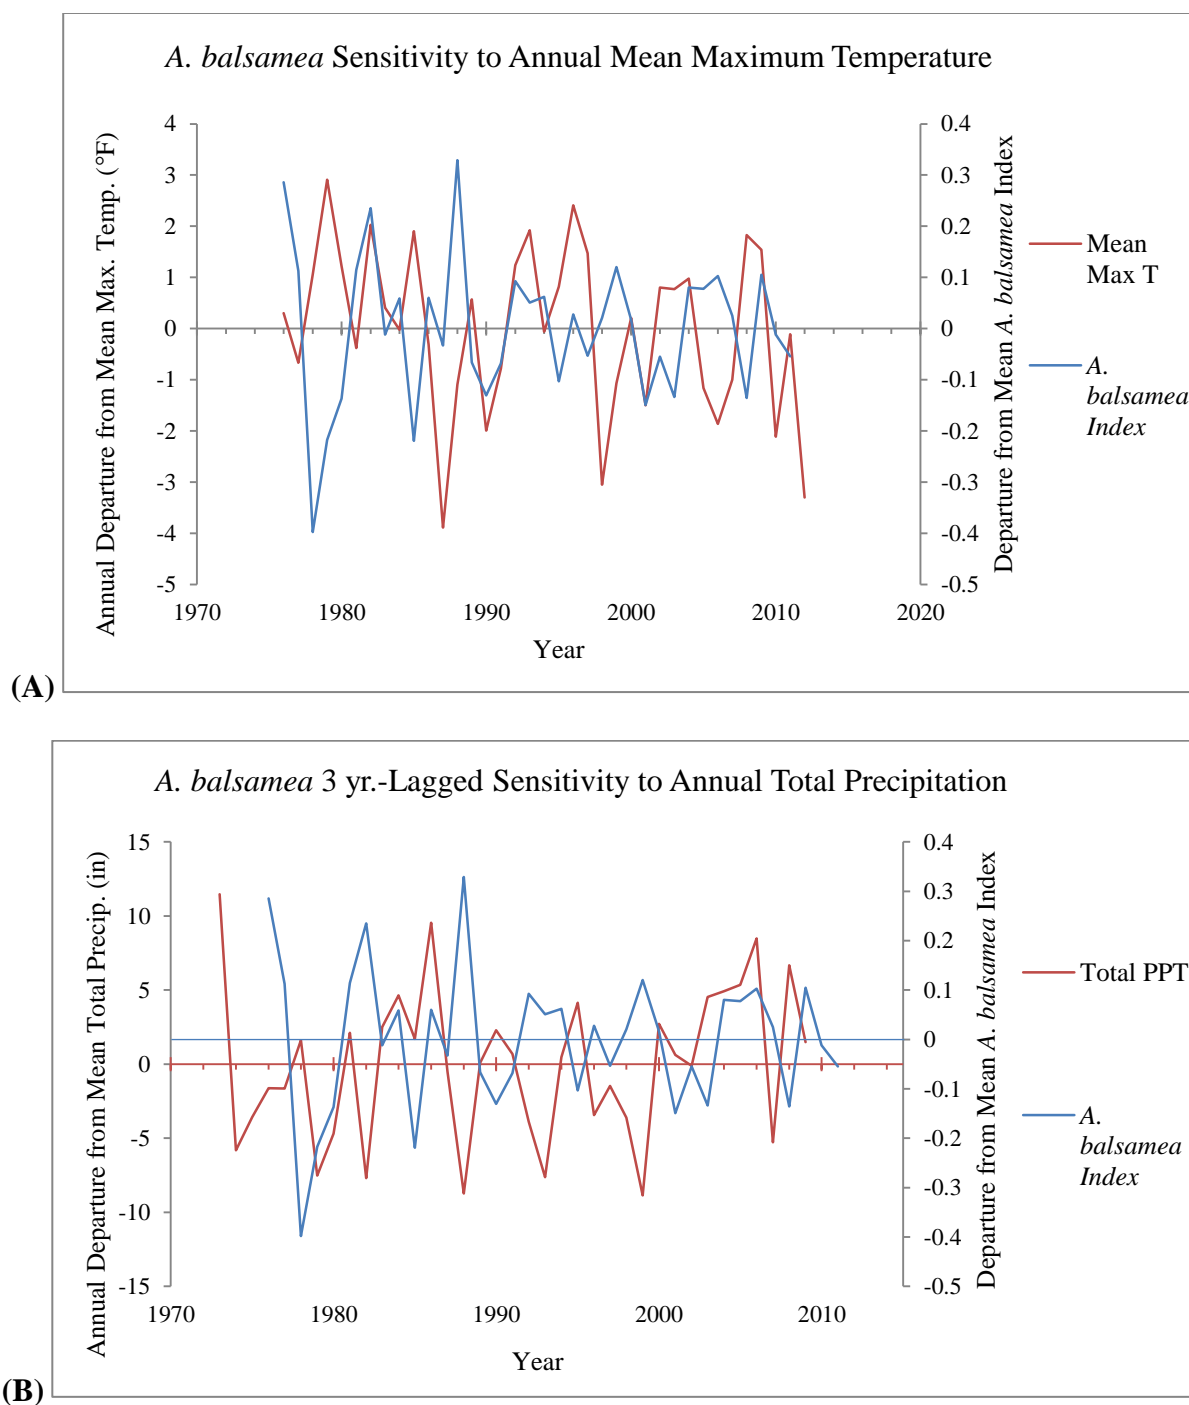 A. balsamea Sensitivity to Annual Mean Maximum Temperature
Annual Departure from Mean Max. Temp. (°F)
4
3
2
1
0
-1
-2
-3
-4
-5
0.4
0.3
0.2
0.1
0
-0.1
-0.2
-0.3
-0.4
-0.5
Departure from Mean A. balsamea Index
1970
1980
1990
2000
2010
2020
Year
Mean
Max T
A.
balsamea
Index
(A)
A. balsamea 3 yr.-Lagged Sensitivity to Annual Total Precipitation
Annual Departure from Mean Total Precip. (in)
15
10
5
0
-5
-10
-15
0.4
0.3
0.2
0.1
0
-0.1
-0.2
-0.3
-0.4
-0.5
Departure from Mean A. balsamea Index
1970
1980
1990
2000
2010
Year
Total PPT
A.
balsamea
Index
(B)